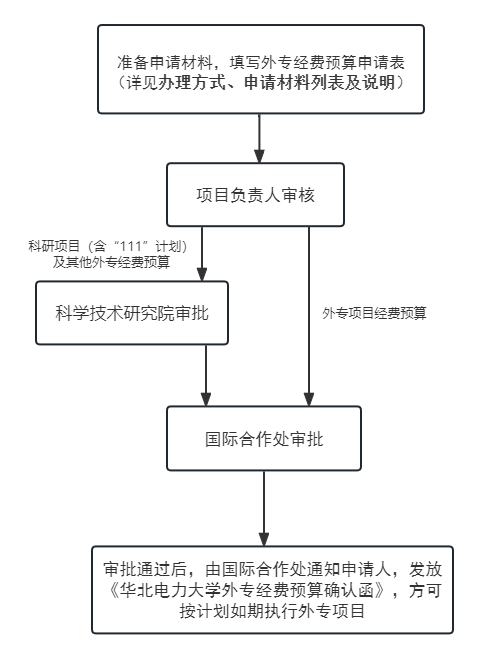 准备申请材料，填写外专经费预算申请表
（详见办理方式、申请材料列表及说明）
项目负责人审核
科研项目（含“111”计划）
及其他外专经费预算
科学技术研究院审批
外专项目经费预算
国际合作处审批
审批通过后，由国际合作处通知申请人，发放
《华北电力大学外专经费预算确认函》，方可
按计划如期执行外专项目